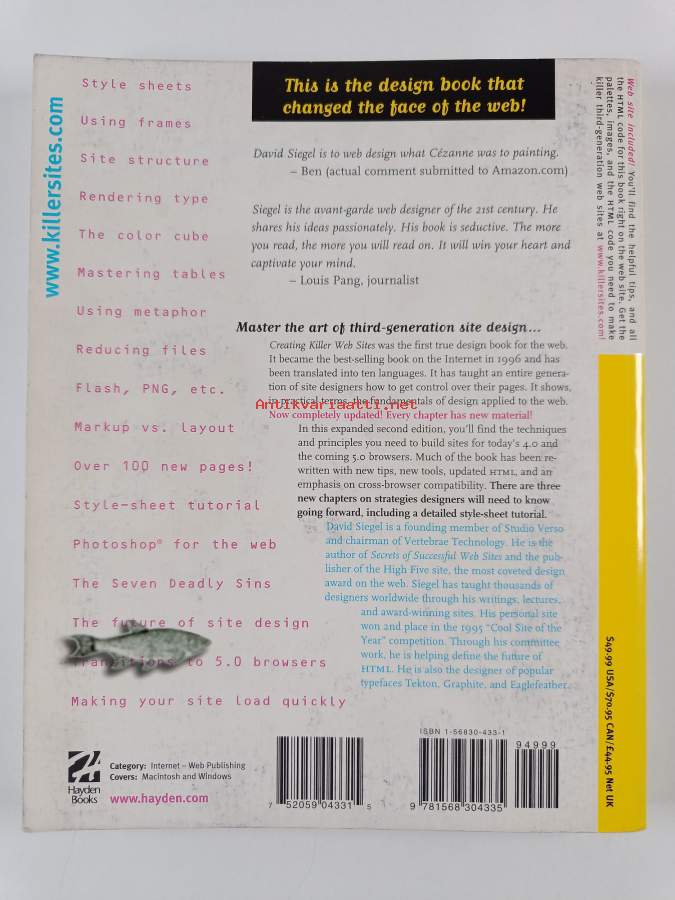 www.killersites.com
Style sheets
Using frames
Site structure
Rendering type
The color cube
Mastering tables
Using metaphor
Reducing files
Flash, PNG, etc.
Markup vs. layout
Over 100 new pages!
Style-sheet tutorial
Photoshop® for the web
The Seven Deadly Sins
The future of site design
Transitions to 5.0 browsers
Making your site load quickly
This is the design book that
changed the face of the web!
David Siegel is to web design what Cézanne was to painting.
– Ben (actual comment submitted to Amazon.com)
Siegel is the avant-garde web designer of the 21st century. He
shares his ideas passionately. His book is seductive. The more
you read, the more you will read on. It will win your heart and
captivate your mind.
– Louis Pang, journalist
Master the art of third-generation site design...
Creating Killer Web Sites was the first true design book for the web.
It became the best-selling book on the Internet in 1996 and has
been translated into ten languages. It has taught an entire genera-
tion of site designers how to get control over their pages. It shows,
in practical terms, the fundamentals of design applied to the web.
Antikvariaatti.net
Now completely updated! Every chapter has new material!
In this expanded second edition, you'll find the techniques
and principles you need to build sites for today's 4.0 and
the coming 5.0 browsers. Much of the book has been re-
written with new tips, new tools, updated HTML, and an
emphasis on cross-browser compatibility. There are three
new chapters on strategies designers will need to know
going forward, including a detailed style-sheet tutorial.
David Siegel is a founding member of Studio Verso
and chairman of Vertebrae Technology. He is the
author of Secrets of Successful Web Sites and the pub-
lisher of the High Five site, the most coveted design
award on the web. Siegel has taught thousands of
designers worldwide through his writings, lectures,
and award-winning sites. His personal site
won 2nd place in the 1995 "Cool Site of the
Year" competition. Through his committee
work, he is helping define the future of
HTML. He is also the designer of popular
typefaces Tekton, Graphite, and Eaglefeather.
Web site included! You'll find the helpful tips, and all
the HTML code for this book right on the web site. Get the
palettes, images, and the HTML code you need to make
killer third-generation web sites at www.killersites.com!
$49.99 USA/$70.95 CAN/£44.95 Net UK
Hayden
Books
Category: Internet – Web Publishing
Covers: Macintosh and Windows
www.hayden.com
7 52059 04331 5
ISBN 1-56830-433-1
94999
9 781568 304335